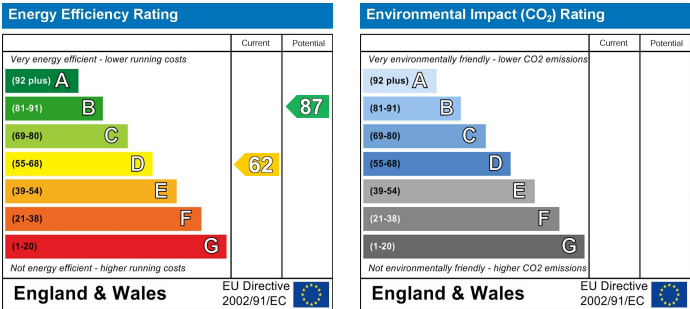 Energy Efficiency Rating
Current Potential
Very energy efficient - lower running costs
(92 plus) A
(81-91) B
87
(69-80) C
(55-68) D
62
(39-54) E
(21-38) F
(1-20) G
Not energy efficient - higher running costs
England & Wales
EU Directive
2002/91/EC
Environmental Impact (CO₂) Rating
Current Potential
Very environmentally friendly - lower CO2 emissions
(92 plus) A
(81-91) B
(69-80) C
(55-68) D
(39-54) E
(21-38) F
(1-20) G
Not environmentally friendly - higher CO2 emissions
England & Wales
EU Directive
2002/91/EC